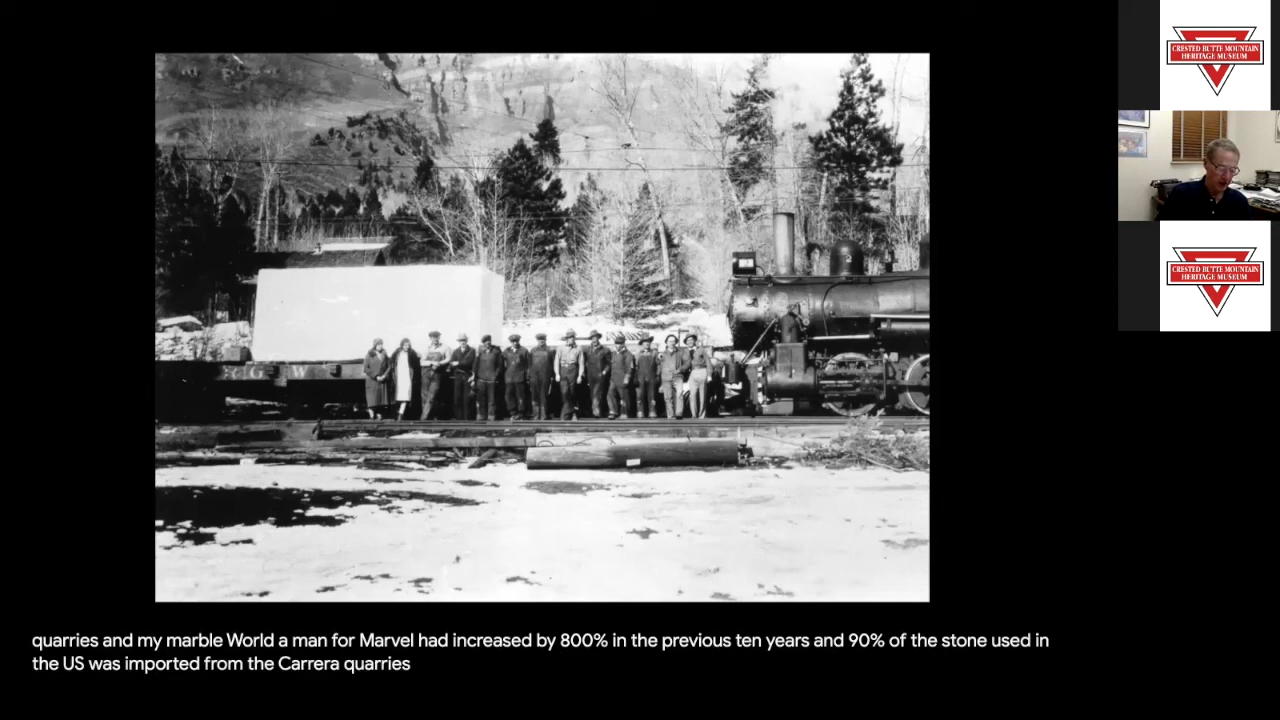 CRESTED BUTTE MOUNTAIN
HERITAGE MUSEUM
& G W
CRESTED BUTTE MOUNTAIN
HERITAGE MUSEUM
quarries and my marble World a man for Marvel had increased by 800% in the previous ten years and 90% of the stone used in
the US was imported from the Carrera quarries